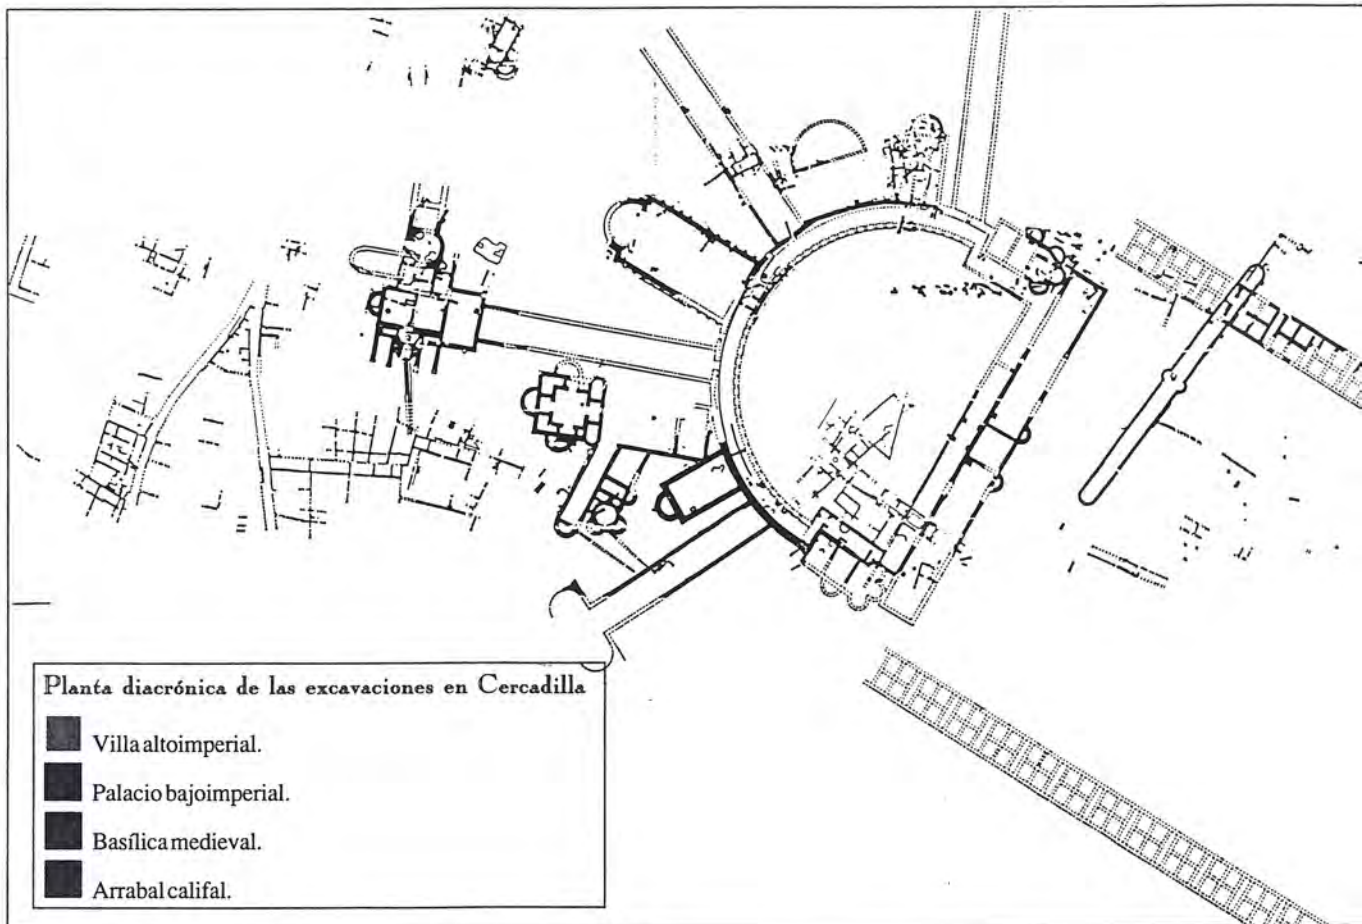 Planta diacrónica de las excavaciones en Cercadilla
Villa altoimperial.
Palacio bajoimperial.
Basílica medieval.
Arrabal califal.